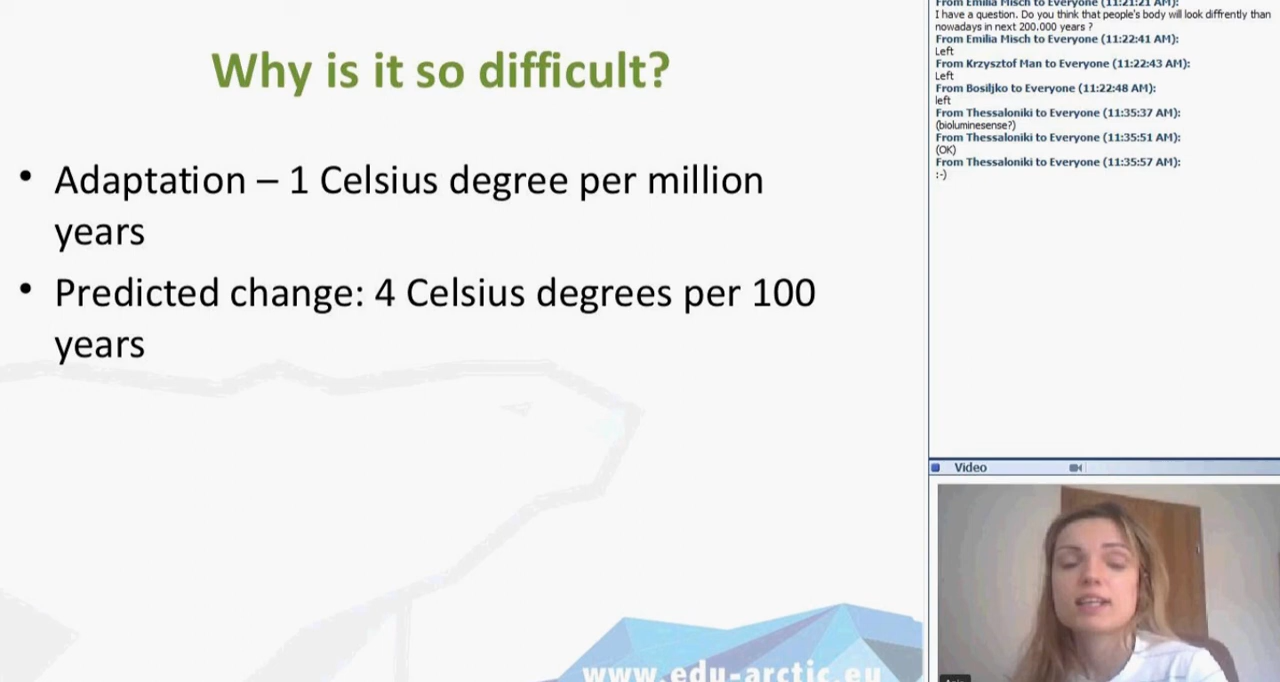 Why is it so difficult?
• Adaptation – 1 Celsius degree per million
years
• Predicted change: 4 Celsius degrees per 100
years
www.edu-arctic.eu
From Emilia Misch to Everyone (11:21:21 AM):
I have a question. Do you think that people's body will look diffrently than
nowadays in next 200.000 years ?
From Emilia Misch to Everyone (11:22:41 AM):
Left
From Krzysztof Man to Everyone (11:22:43 AM):
Left
From Bosiljko to Everyone (11:22:48 AM):
left
From Thessaloniki to Everyone (11:35:37 AM):
(bioluminesense?)
From Thessaloniki to Everyone (11:35:51 AM):
(OK)
From Thessaloniki to Everyone (11:35:57 AM):
:-)
Video